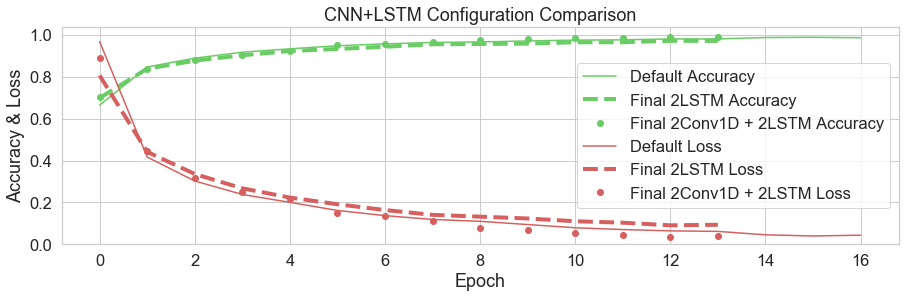 CNN+LSTM Configuration Comparison
Accuracy & Loss
1.0
0.8
0.6
0.4
0.2
0.0
Default Accuracy
Final 2LSTM Accuracy
Final 2Conv1D + 2LSTM Accuracy
Default Loss
Final 2LSTM Loss
Final 2Conv1D + 2LSTM Loss
0 2 4 6 8 10 12 14 16
Epoch